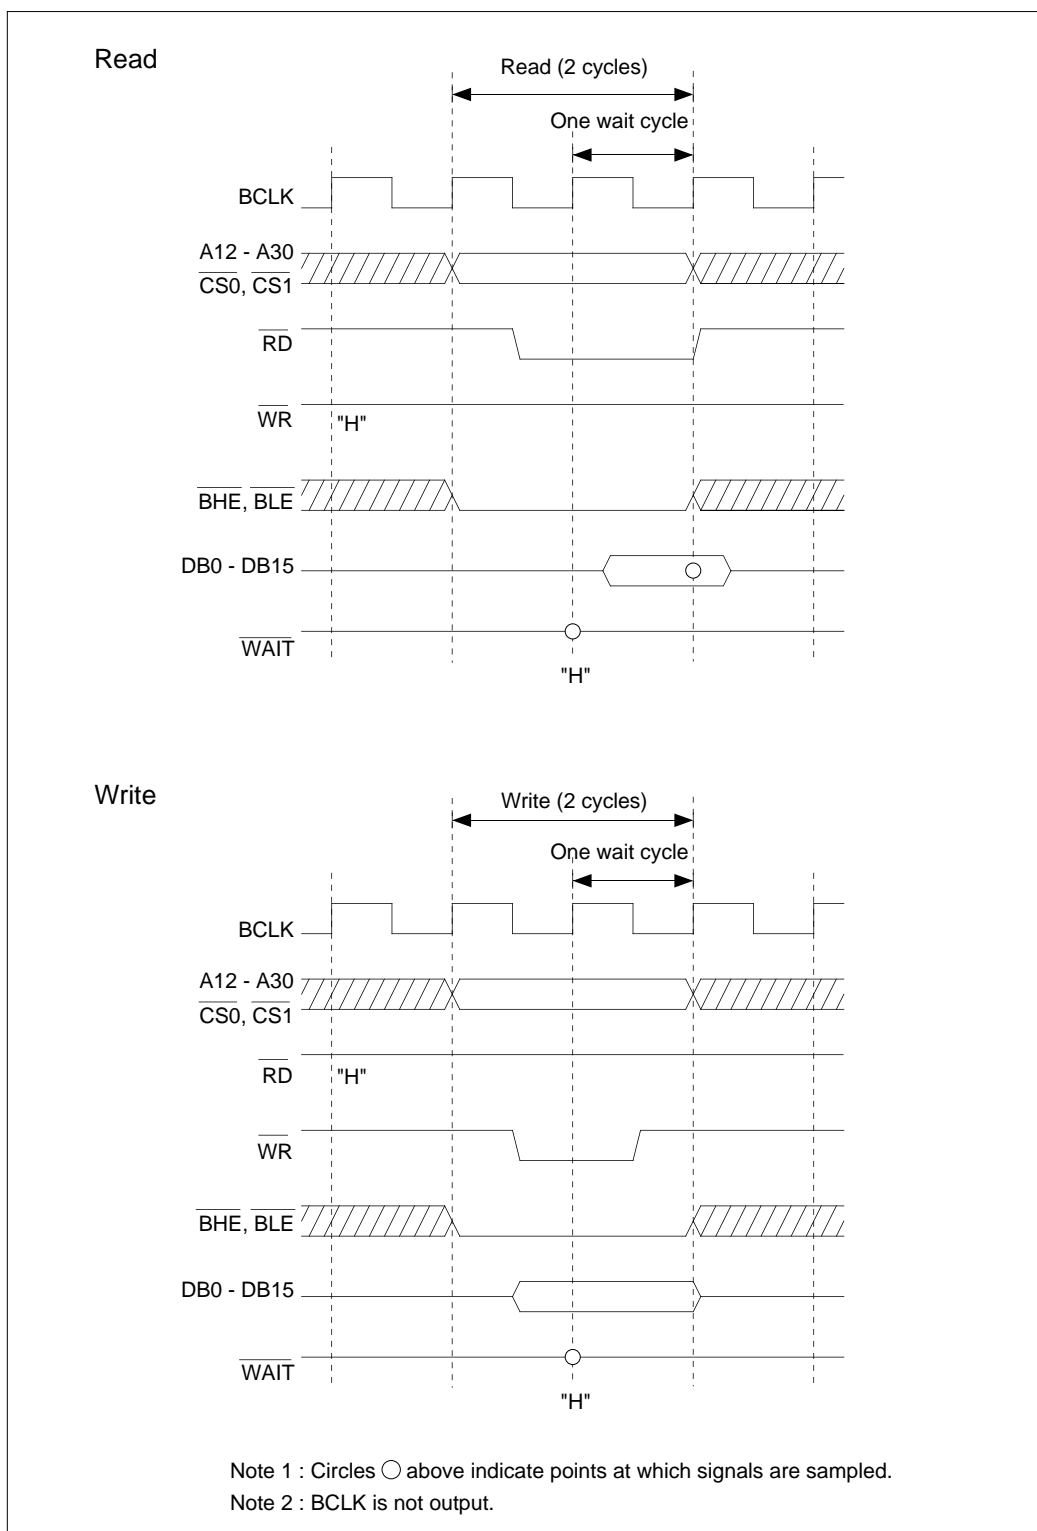 Read
Read (2 cycles)
One wait cycle
BCLK
A12 - A30
CS0, CS1
RD
WR
"H"
BHE, BLE
DB0 - DB15
WAIT
"H"
Write
Write (2 cycles)
One wait cycle
BCLK
A12 - A30
CS0, CS1
RD
"H"
WR
BHE, BLE
DB0 - DB15
WAIT
"H"
Note 1 : Circles ○ above indicate points at which signals are sampled.
Note 2 : BCLK is not output.